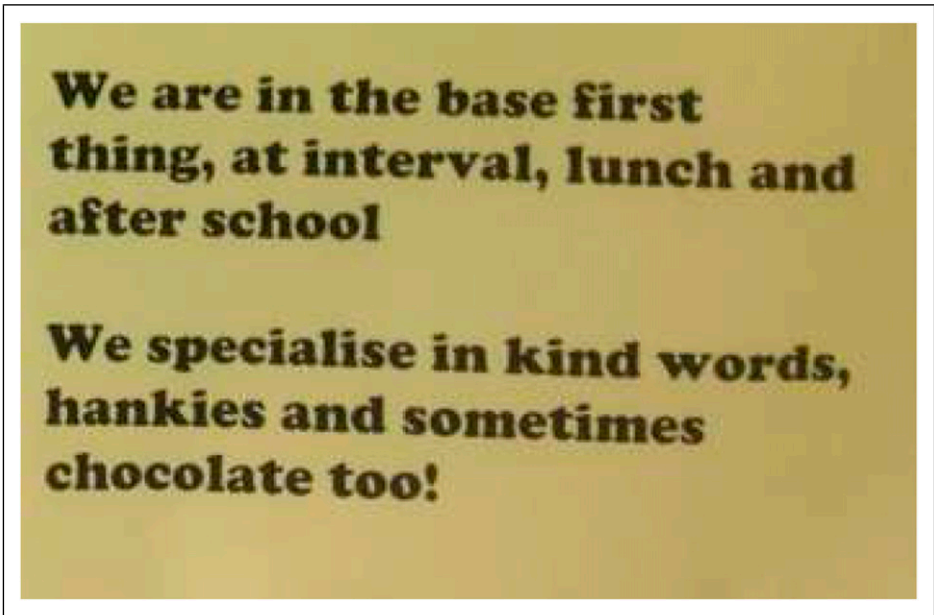 We are in the base first
thing, at interval, lunch and
after school
We specialise in kind words,
hankies and sometimes
chocolate too!